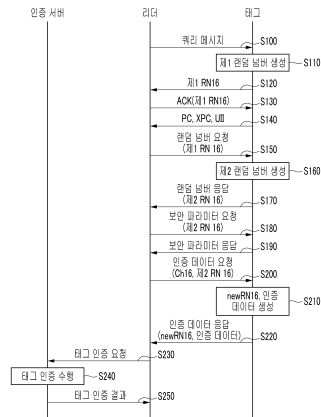 인증 서버
리더
태그
쿼리 메시지
S100
제1 랜덤 넘버 생성
S110
제1 RN16
S120
ACK(제1 RN16)
S130
PC, XPC, UII
S140
랜덤 넘버 요청
(제1 RN 16)
S150
제2 랜덤 넘버 생성
S160
랜덤 넘버 응답
(제2 RN 16)
S170
보안 파라미터 요청
(제2 RN 16)
S180
보안 파라미터 응답
S190
인증 데이터 요청
(Ch16, 제2 RN 16)
S200
newRN16, 인증
데이터 생성
S210
인증 데이터 응답
(newRN16, 인증 데이터)
S220
태그 인증 요청
S230
태그 인증 수행
S240
태그 인증 결과
S250